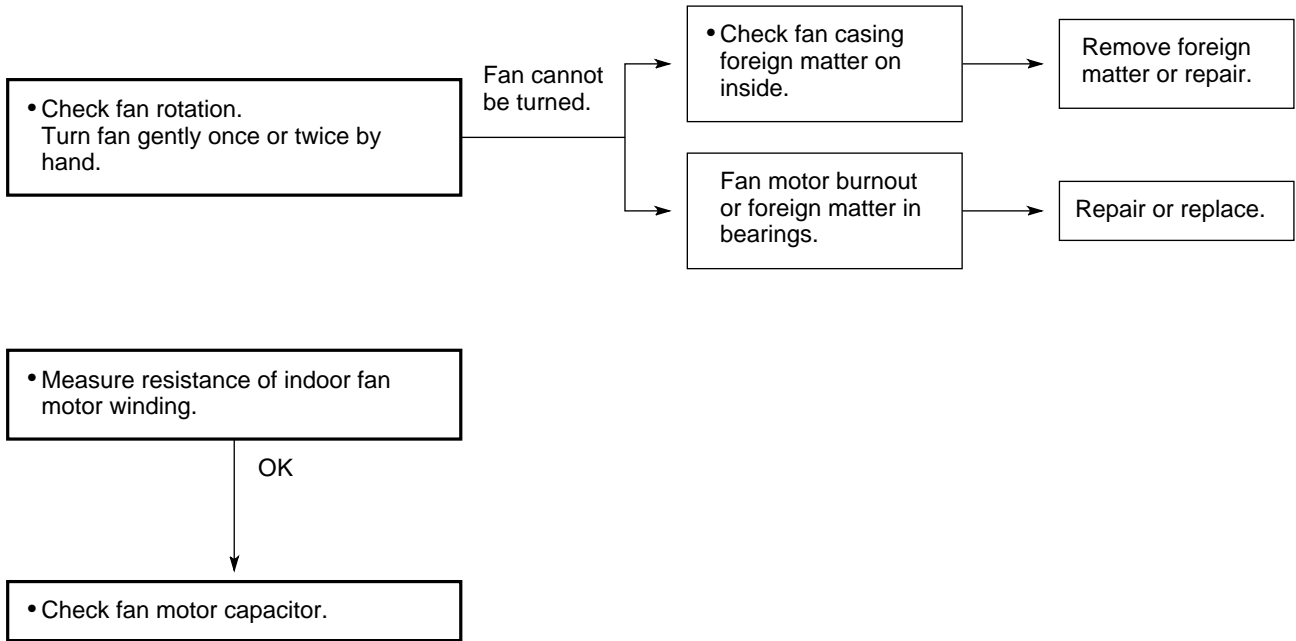 • Check fan rotation.
Turn fan gently once or twice by
hand.
Fan cannot
be turned.
• Check fan casing
foreign matter on
inside.
Remove foreign
matter or repair.
Fan motor burnout
or foreign matter in
bearings.
Repair or replace.
• Measure resistance of indoor fan
motor winding.
OK
• Check fan motor capacitor.